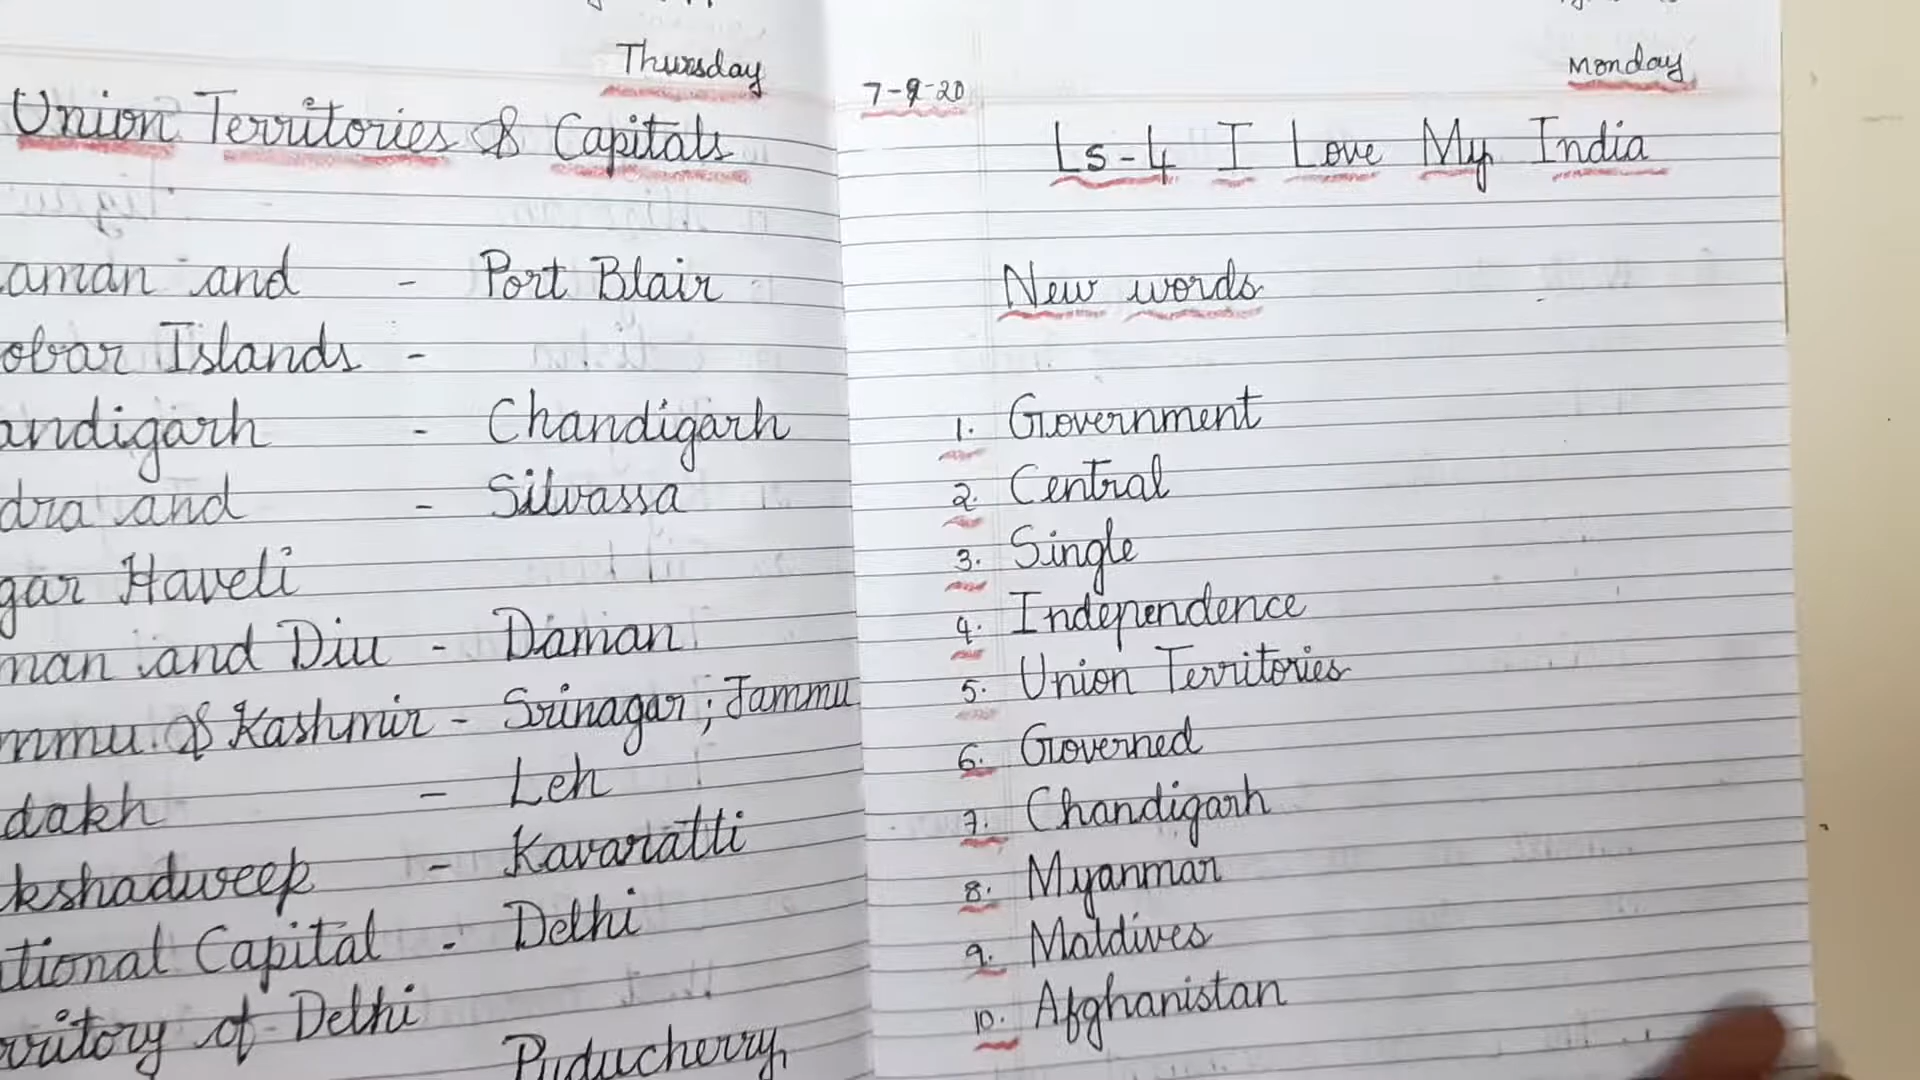 Thursday
Union Territories & Capitals
aman and - Port Blair
obar Islands -
andigarh - Chandigarh
dra and - Silvassa
gar Haveli
man and Diu - Daman
mmu & Kashmir - Srinagar; Jammu
dakh - Leh
kshadweep - Kavaratti
tional Capital - Delhi
rritory of Delhi
Puducherry
Monday
7-9-20
Ls-4 I Love My India
New words
1. Government
2. Central
3. Single
4. Independence
5. Union Territories
6. Governed
7. Chandigarh
8. Myanmar
9. Maldives
10. Afghanistan